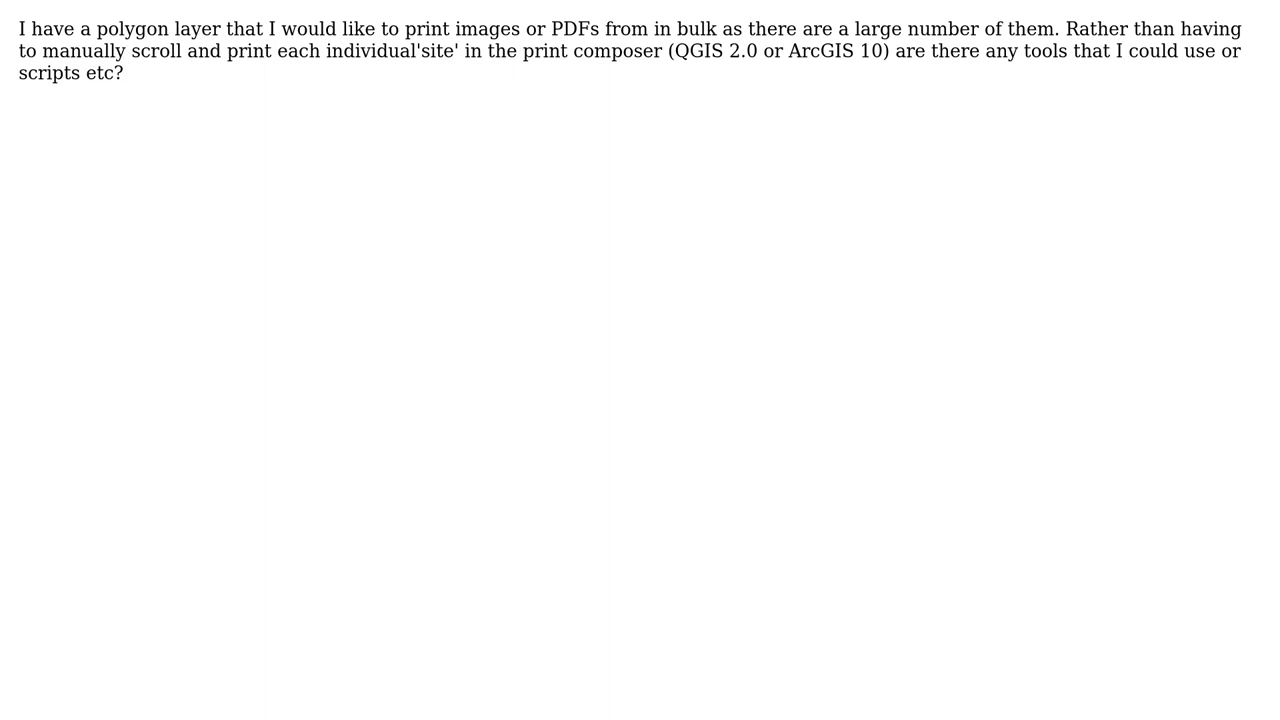 I have a polygon layer that I would like to print images or PDFs from in bulk as there are a large number of them. Rather than having
to manually scroll and print each individual'site' in the print composer (QGIS 2.0 or ArcGIS 10) are there any tools that I could use or
scripts etc?